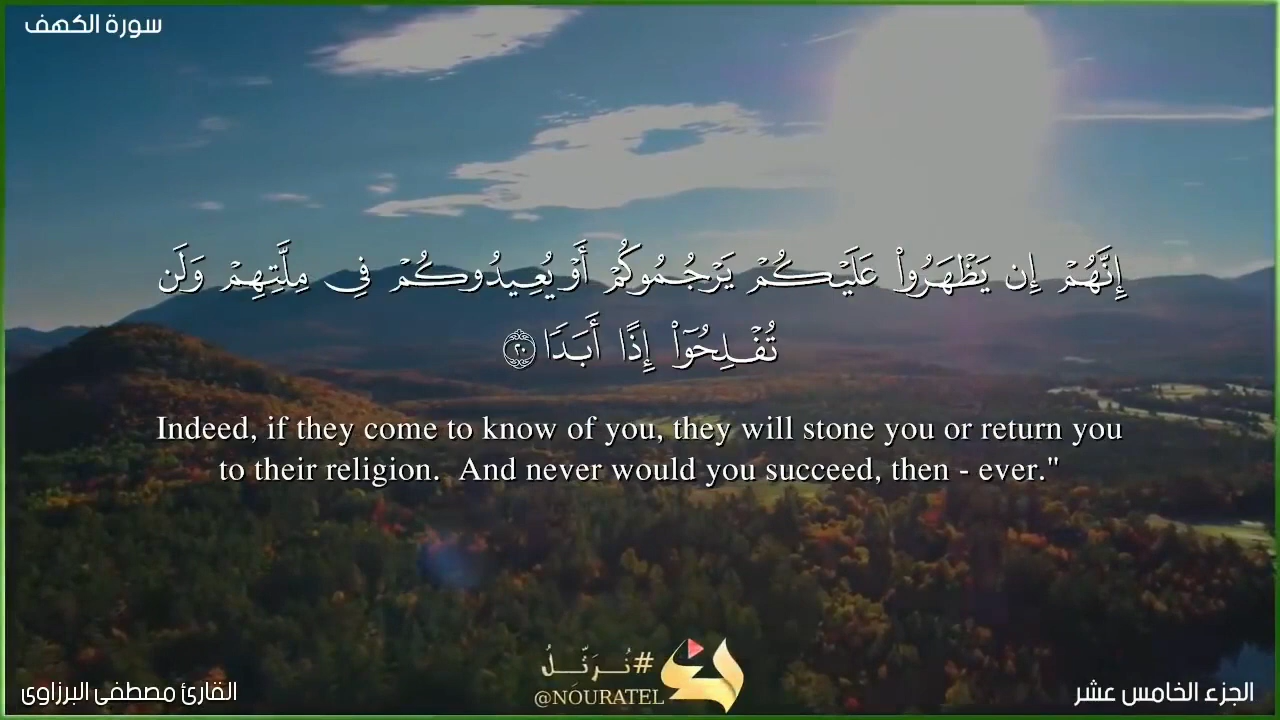 سورة الكهف
إِنَّهُمْ إِن يَظْهَرُوا۟ عَلَيْكُمْ يَرْجُمُوكُمْ أَوْ يُعِيدُوكُمْ فِى مِلَّتِهِمْ وَلَن
تُفْلِحُوٓا۟ إِذًا أَبَدًا ٢٠
Indeed, if they come to know of you, they will stone you or return you
to their religion.  And never would you succeed, then - ever."
#نُرَتِّلُ
@NOURATEL
الجزء الخامس عشر
القارئ مصطفى البرزاوى